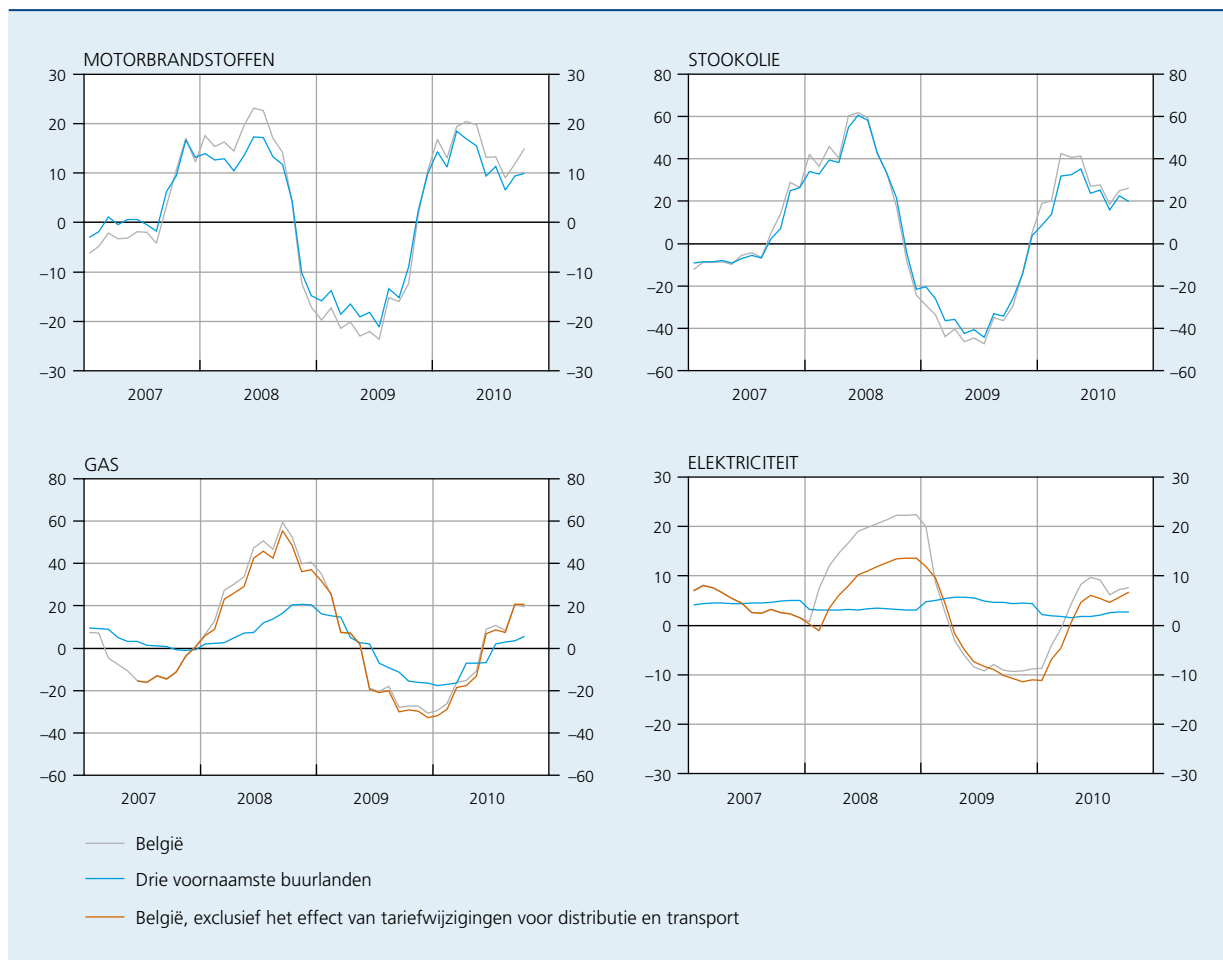 MOTORBRANDSTOFFEN
30 30
20 20
10 10
0 0
–10 –10
–20 –20
–30 –30
2007 2008 2009 2010
STOOKOLIE
80 80
60 60
40 40
20 20
0 0
–20 –20
–40 –40
–60 –60
2007 2008 2009 2010
GAS
80 80
60 60
40 40
20 20
0 0
–20 –20
–40 –40
–60 –60
2007 2008 2009 2010
ELEKTRICITEIT
30 30
20 20
10 10
0 0
–10 –10
–20 –20
–30 –30
2007 2008 2009 2010
België
Drie voornaamste buurlanden
België, exclusief het effect van tariefwijzigingen voor distributie en transport